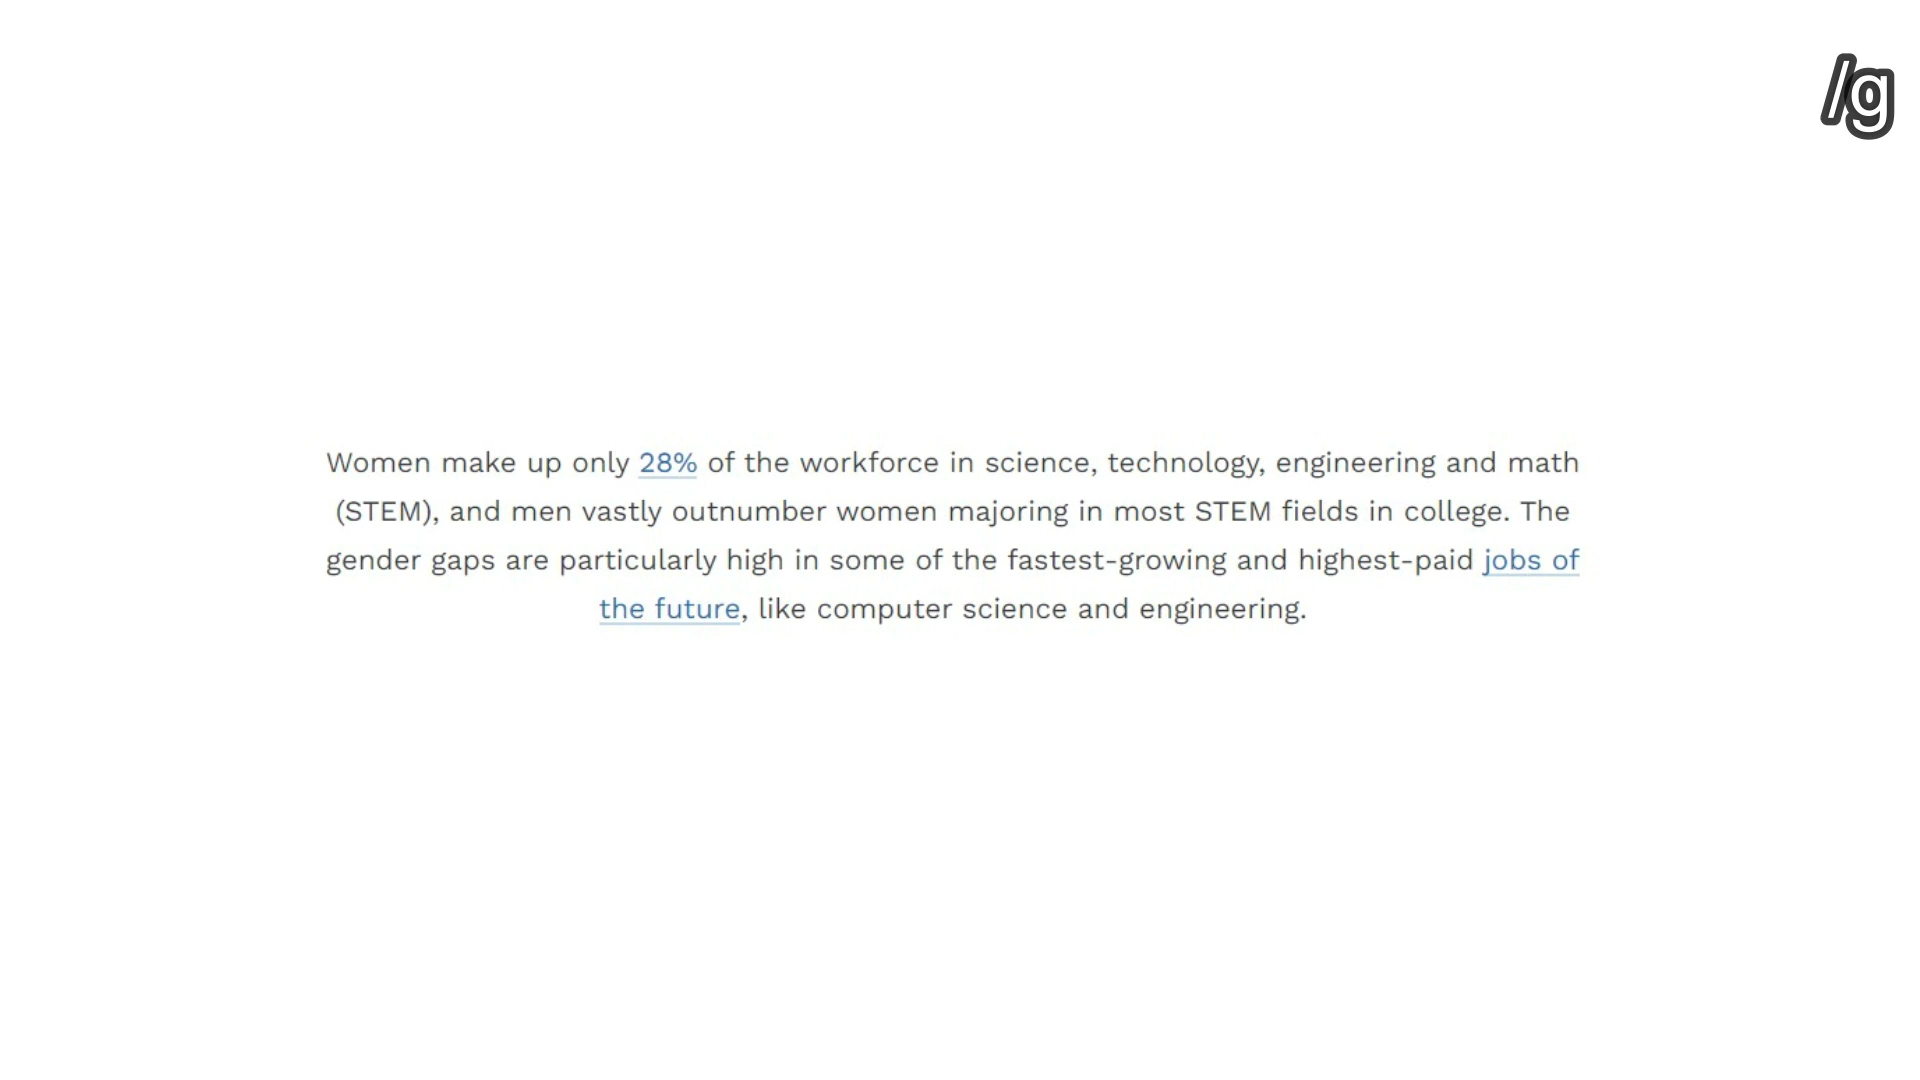 /g
Women make up only 28% of the workforce in science, technology, engineering and math
(STEM), and men vastly outnumber women majoring in most STEM fields in college. The
gender gaps are particularly high in some of the fastest-growing and highest-paid jobs of
the future, like computer science and engineering.